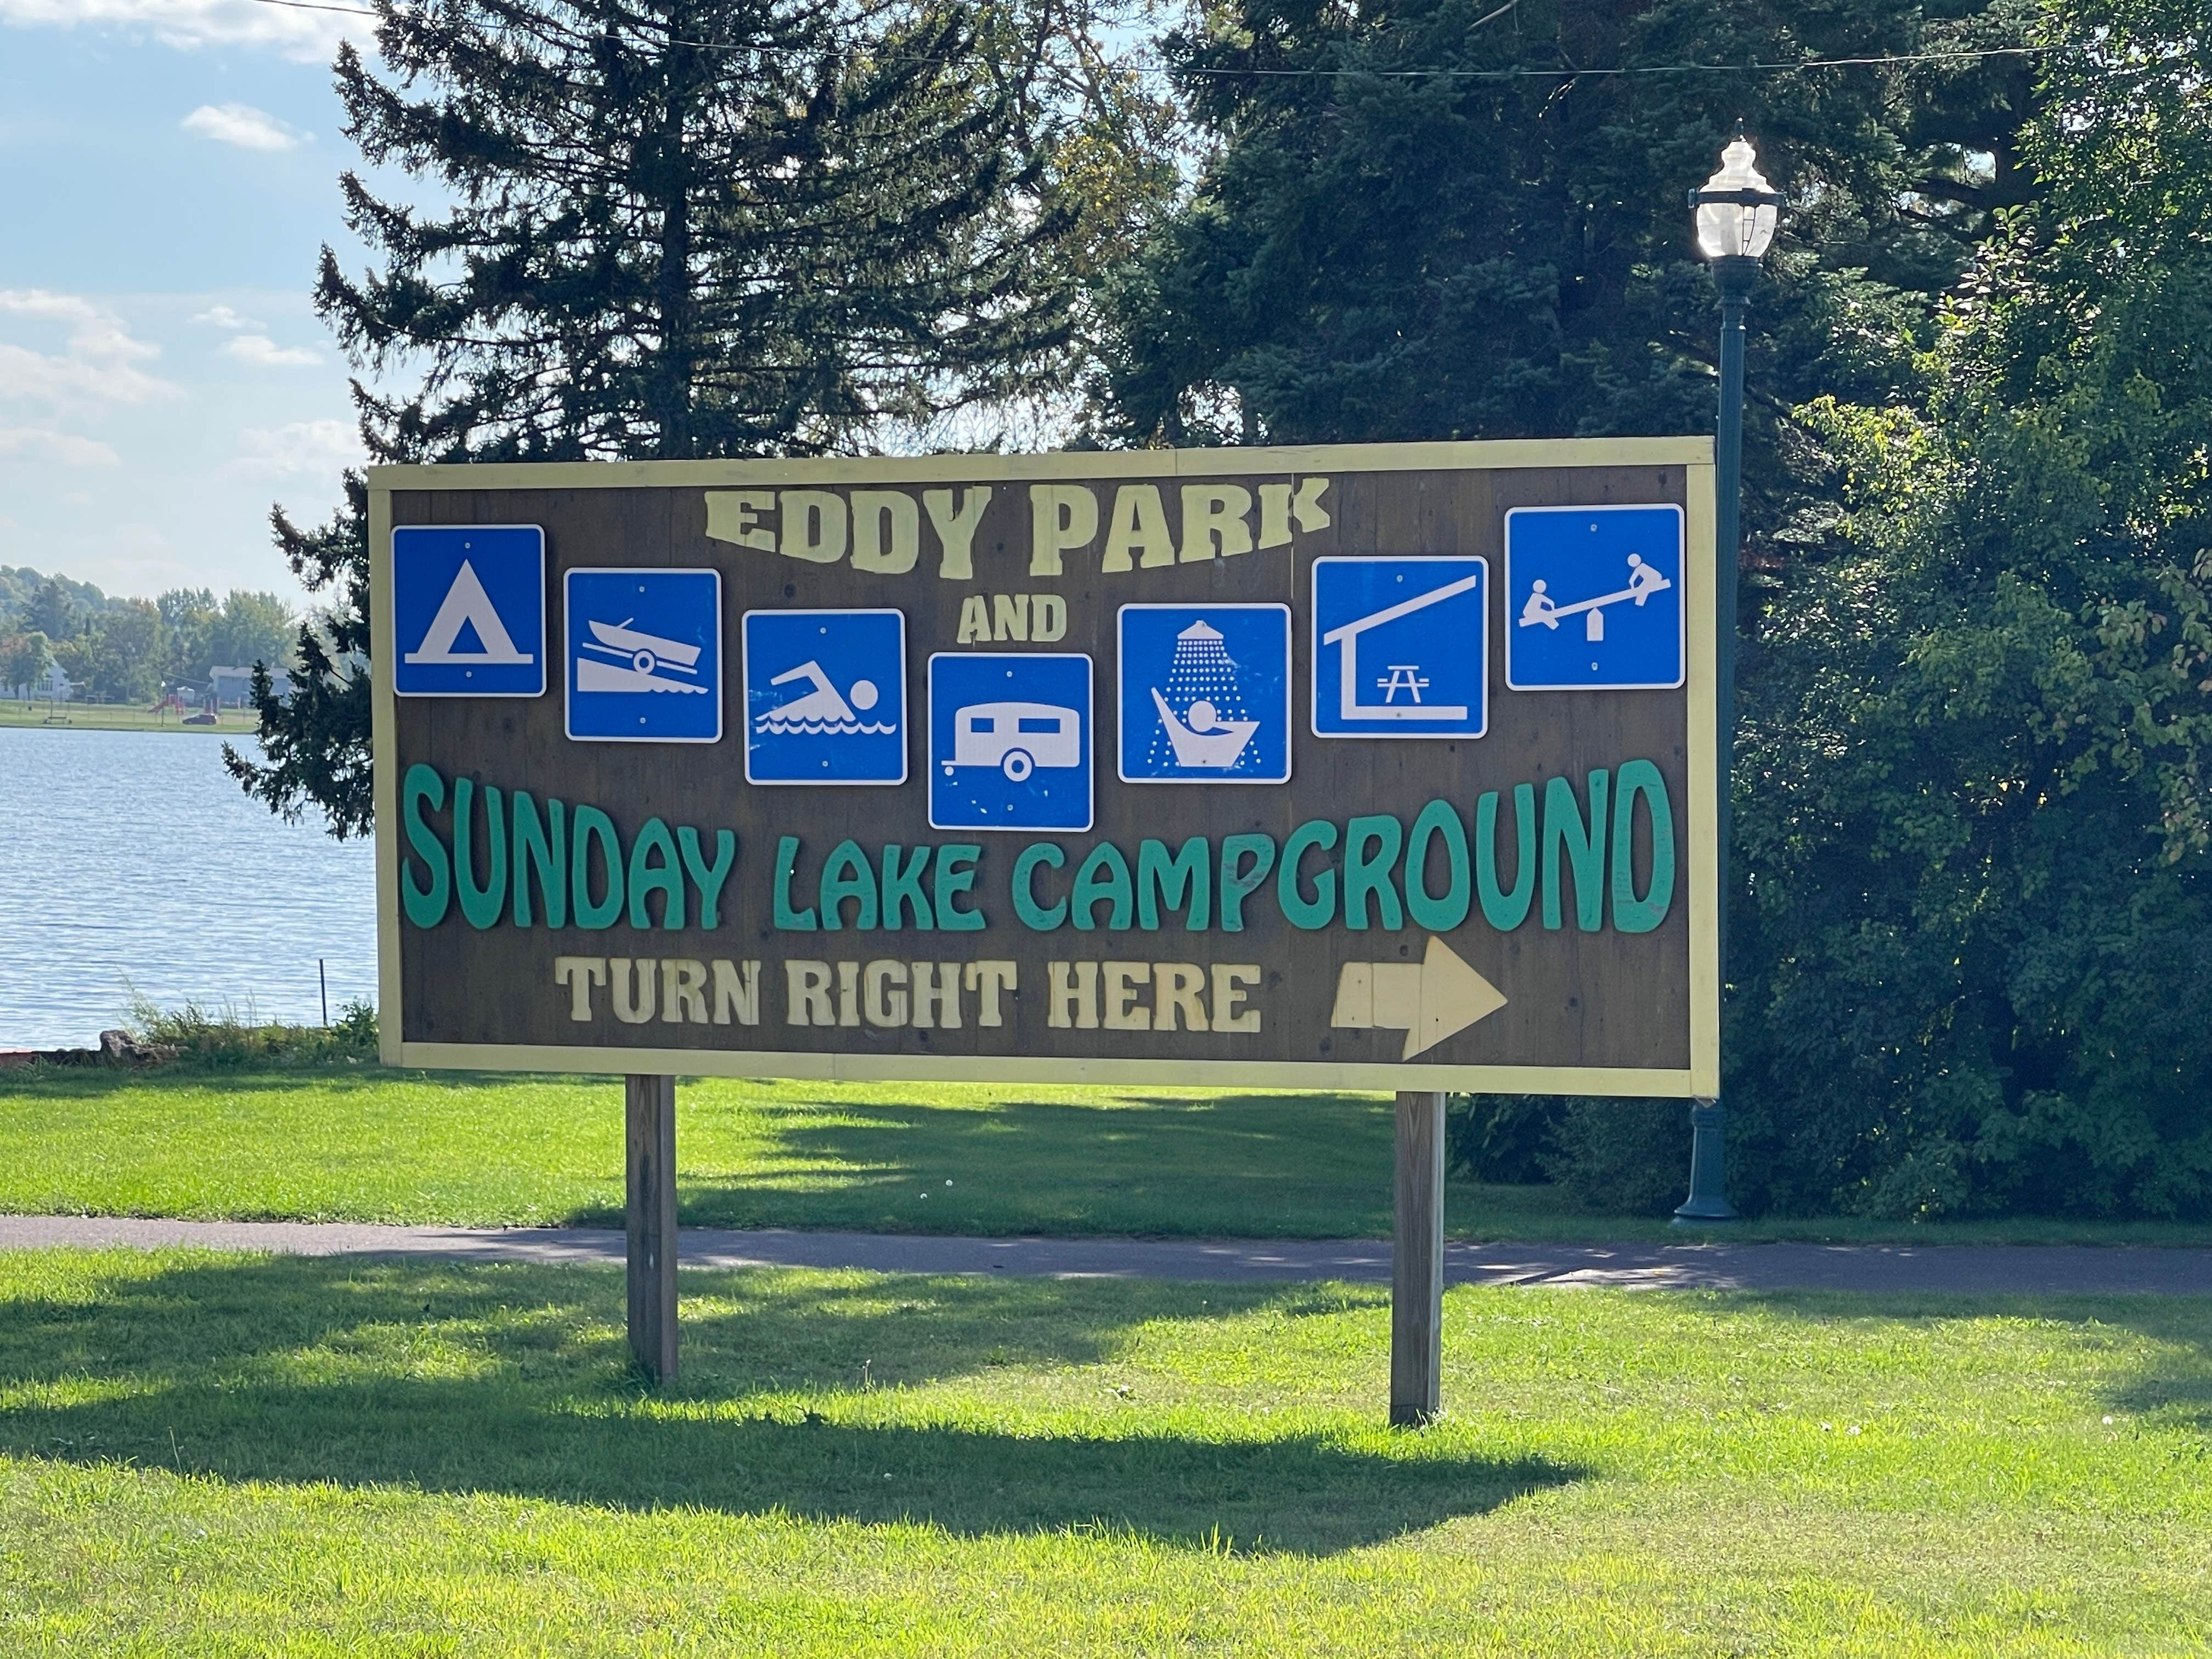 EDDY PARK
AND
SUNDAY LAKE CAMPGROUND
TURN RIGHT HERE